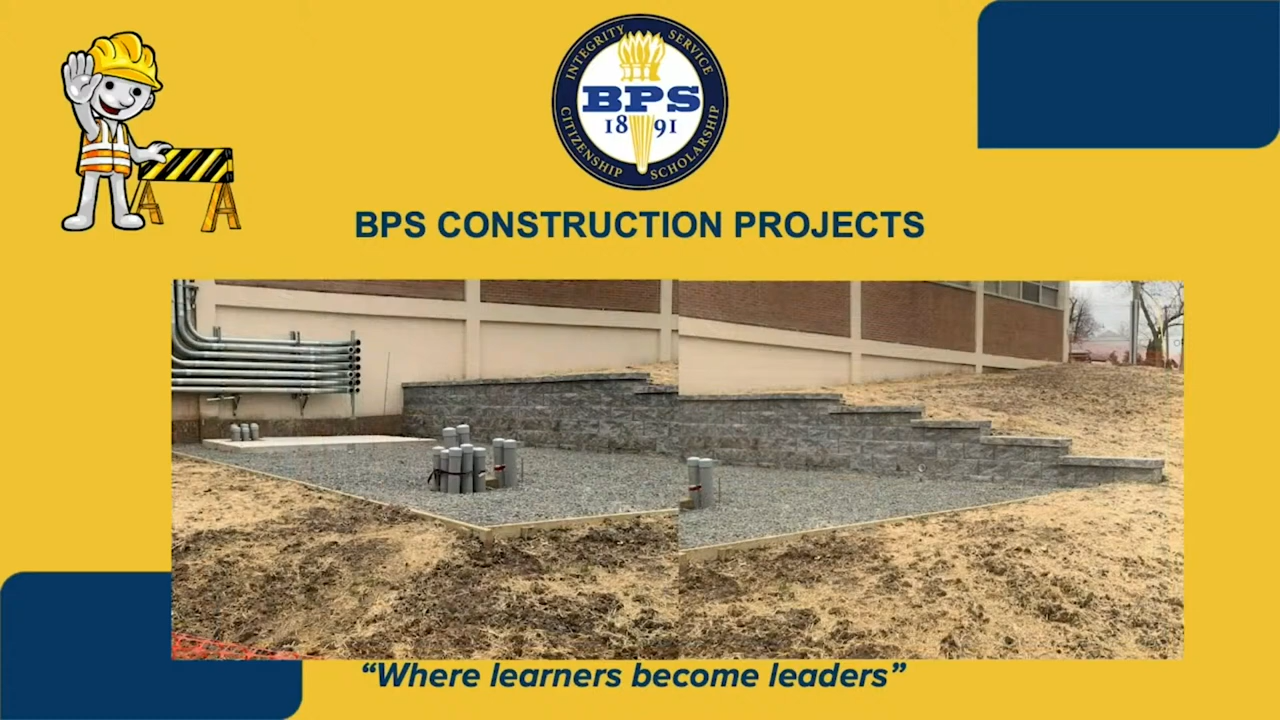 INTEGRITY
SERVICE
BPS
18 91
CITIZENSHIP
SCHOLARSHIP
BPS CONSTRUCTION PROJECTS
“Where learners become leaders”